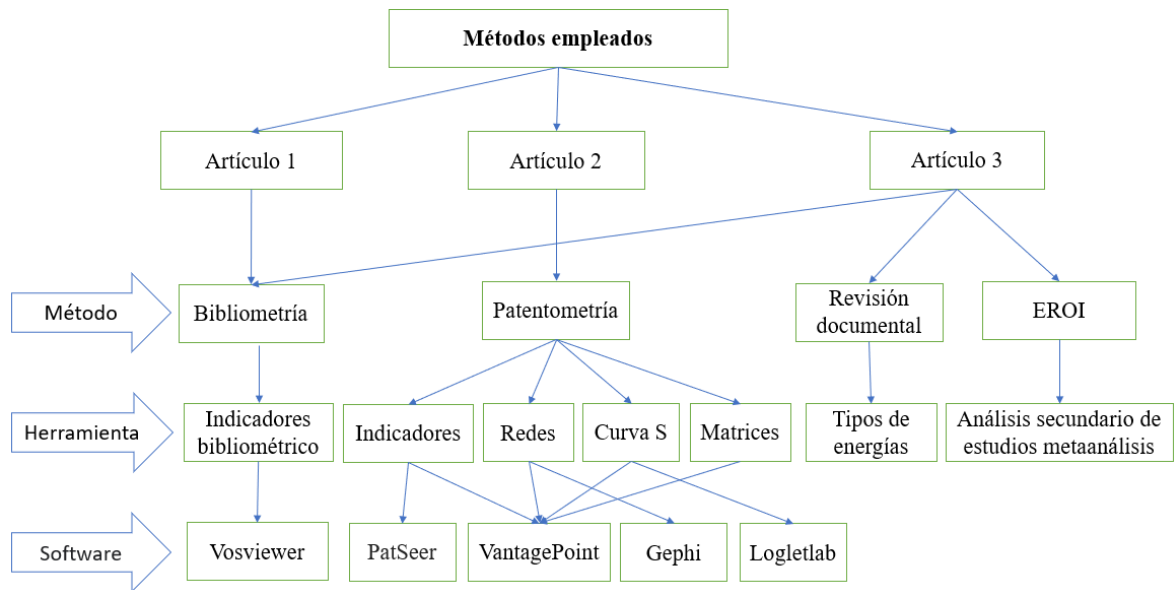 Métodos empleados
Artículo 1
Artículo 2
Artículo 3
Método
Bibliometría
Patentometría
Revisión
documental
EROI
Herramienta
Indicadores
bibliométrico
Indicadores
Redes
Curva S
Matrices
Tipos de
energías
Análisis secundario de
estudios metaanálisis
Software
Vosviewer
PatSeer
VantagePoint
Gephi
Logletlab